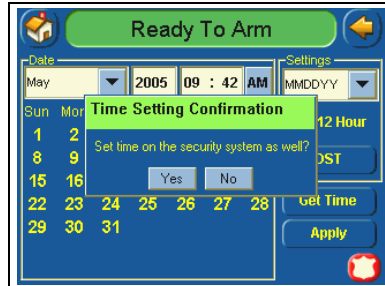 Ready To Arm
Date
Settings
May 2005 09 : 42 AM MMDDYY
Sun Mon
Time Setting Confirmation
12 Hour
1 2
Set time on the security system as well?
8 9
DST
Yes No
15 16
22 23 24 25 26 27 28
Get Time
29 30 31
Apply